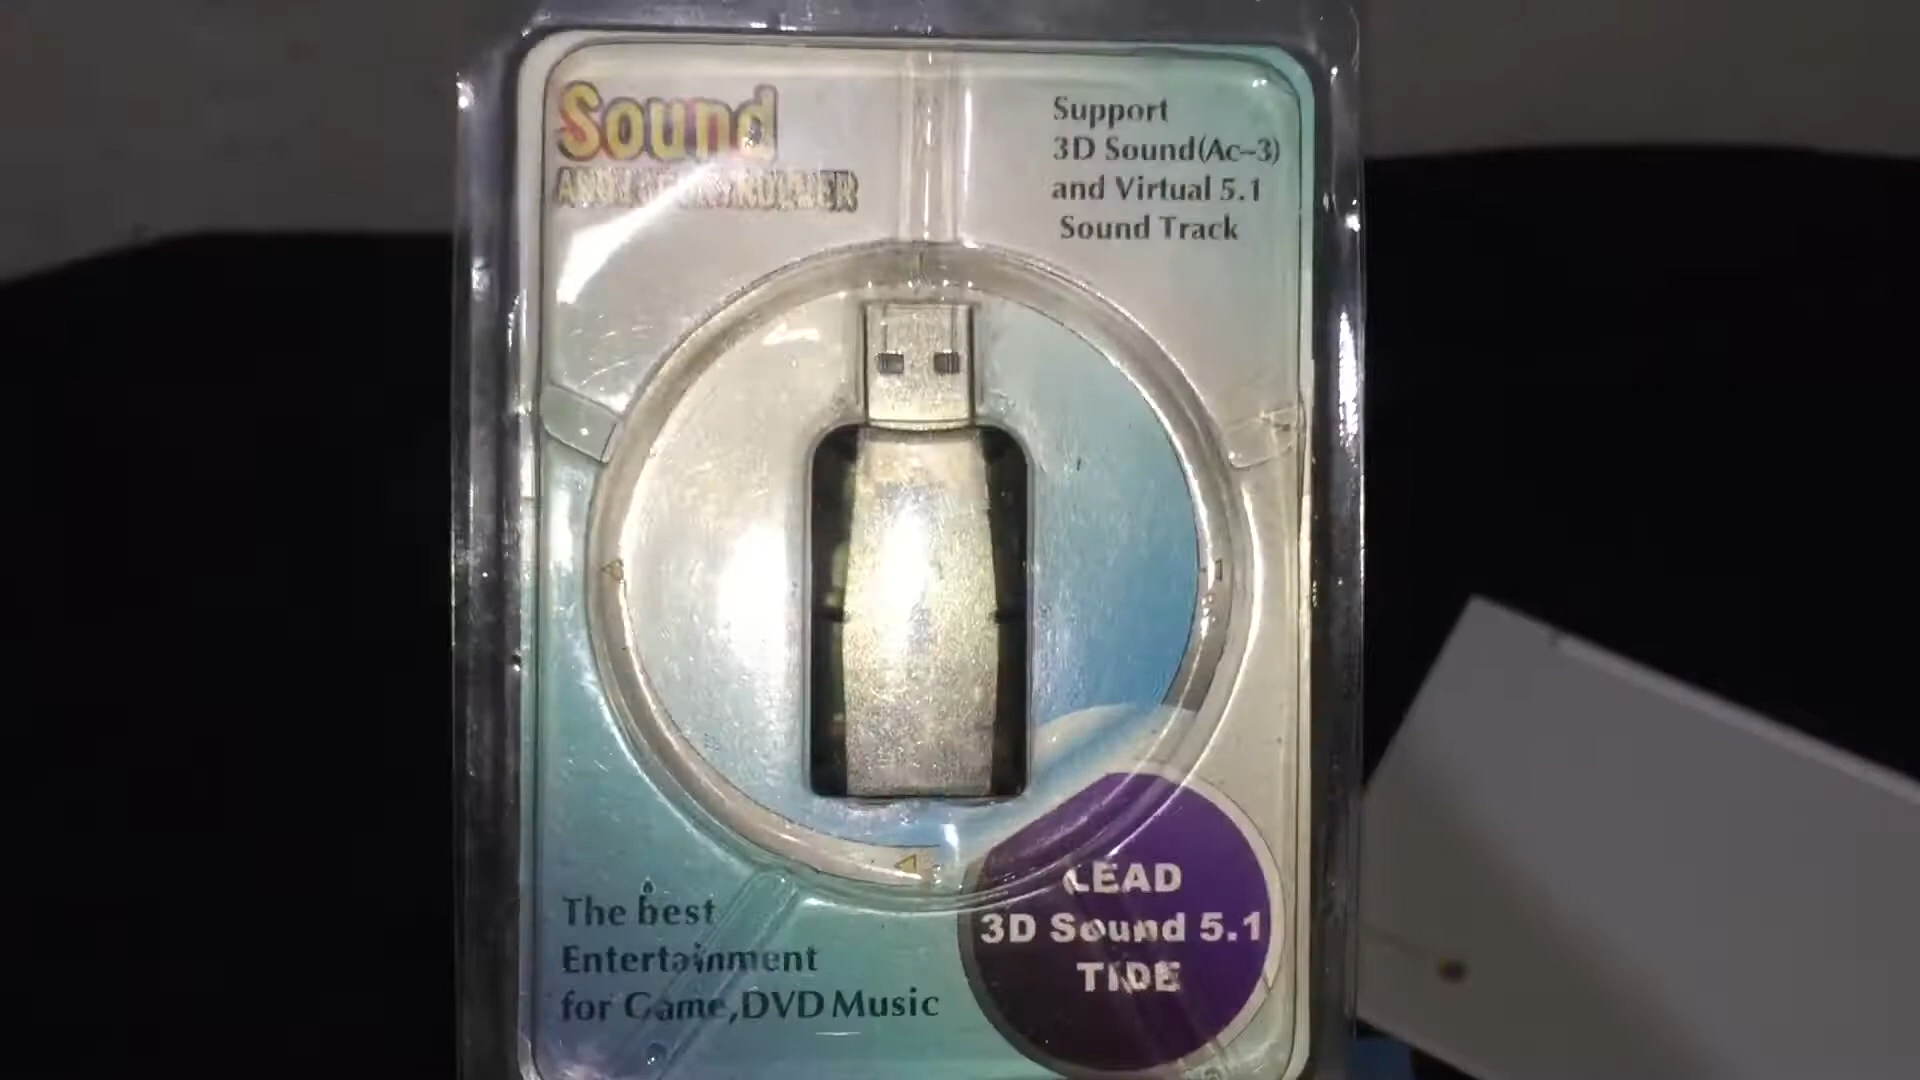 Sound
Support
3D Sound(Ac-3)
and Virtual 5.1
Sound Track
The best
Entertainment
for Game,DVD Music
LEAD
3D Sound 5.1
TIDE